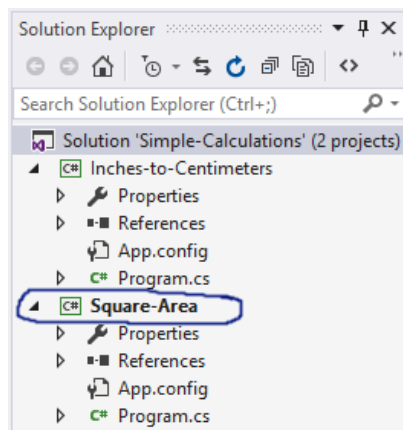 Solution Explorer
Search Solution Explorer (Ctrl+;)
Solution 'Simple-Calculations' (2 projects)
C# Inches-to-Centimeters
Properties
References
App.config
C# Program.cs
C# Square-Area
Properties
References
App.config
C# Program.cs